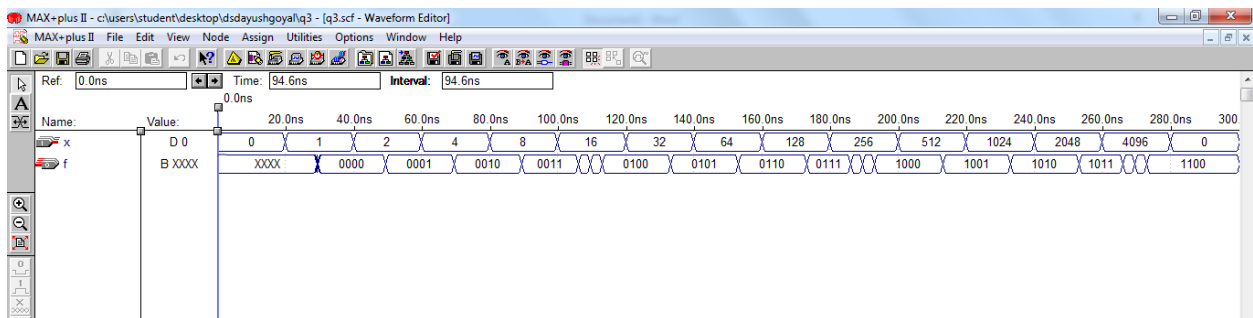 MAX+plus II - c:\users\student\desktop\dsdayushgoyal\q3 - [q3.scf - Waveform Editor]
MAX+plus II File Edit View Node Assign Utilities Options Window Help
Ref: 0.0ns Time: 94.6ns Interval: 94.6ns
0.0ns
Name: Value: 20.0ns 40.0ns 60.0ns 80.0ns 100.0ns 120.0ns 140.0ns 160.0ns 180.0ns 200.0ns 220.0ns 240.0ns 260.0ns 280.0ns 300.
x D 0 0 1 2 4 8 16 32 64 128 256 512 1024 2048 4096 0
f B XXXX XXXX 0000 0001 0010 0011 0100 0101 0110 0111 1000 1001 1010 1011 1100